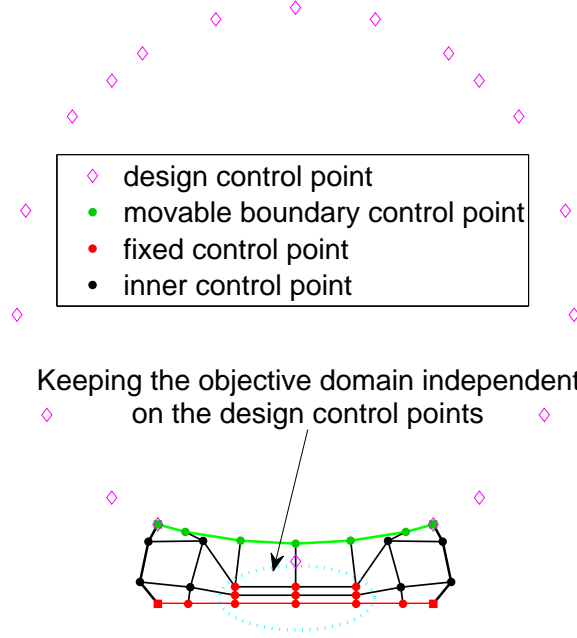 design control point
movable boundary control point
fixed control point
inner control point
Keeping the objective domain independent
on the design control points